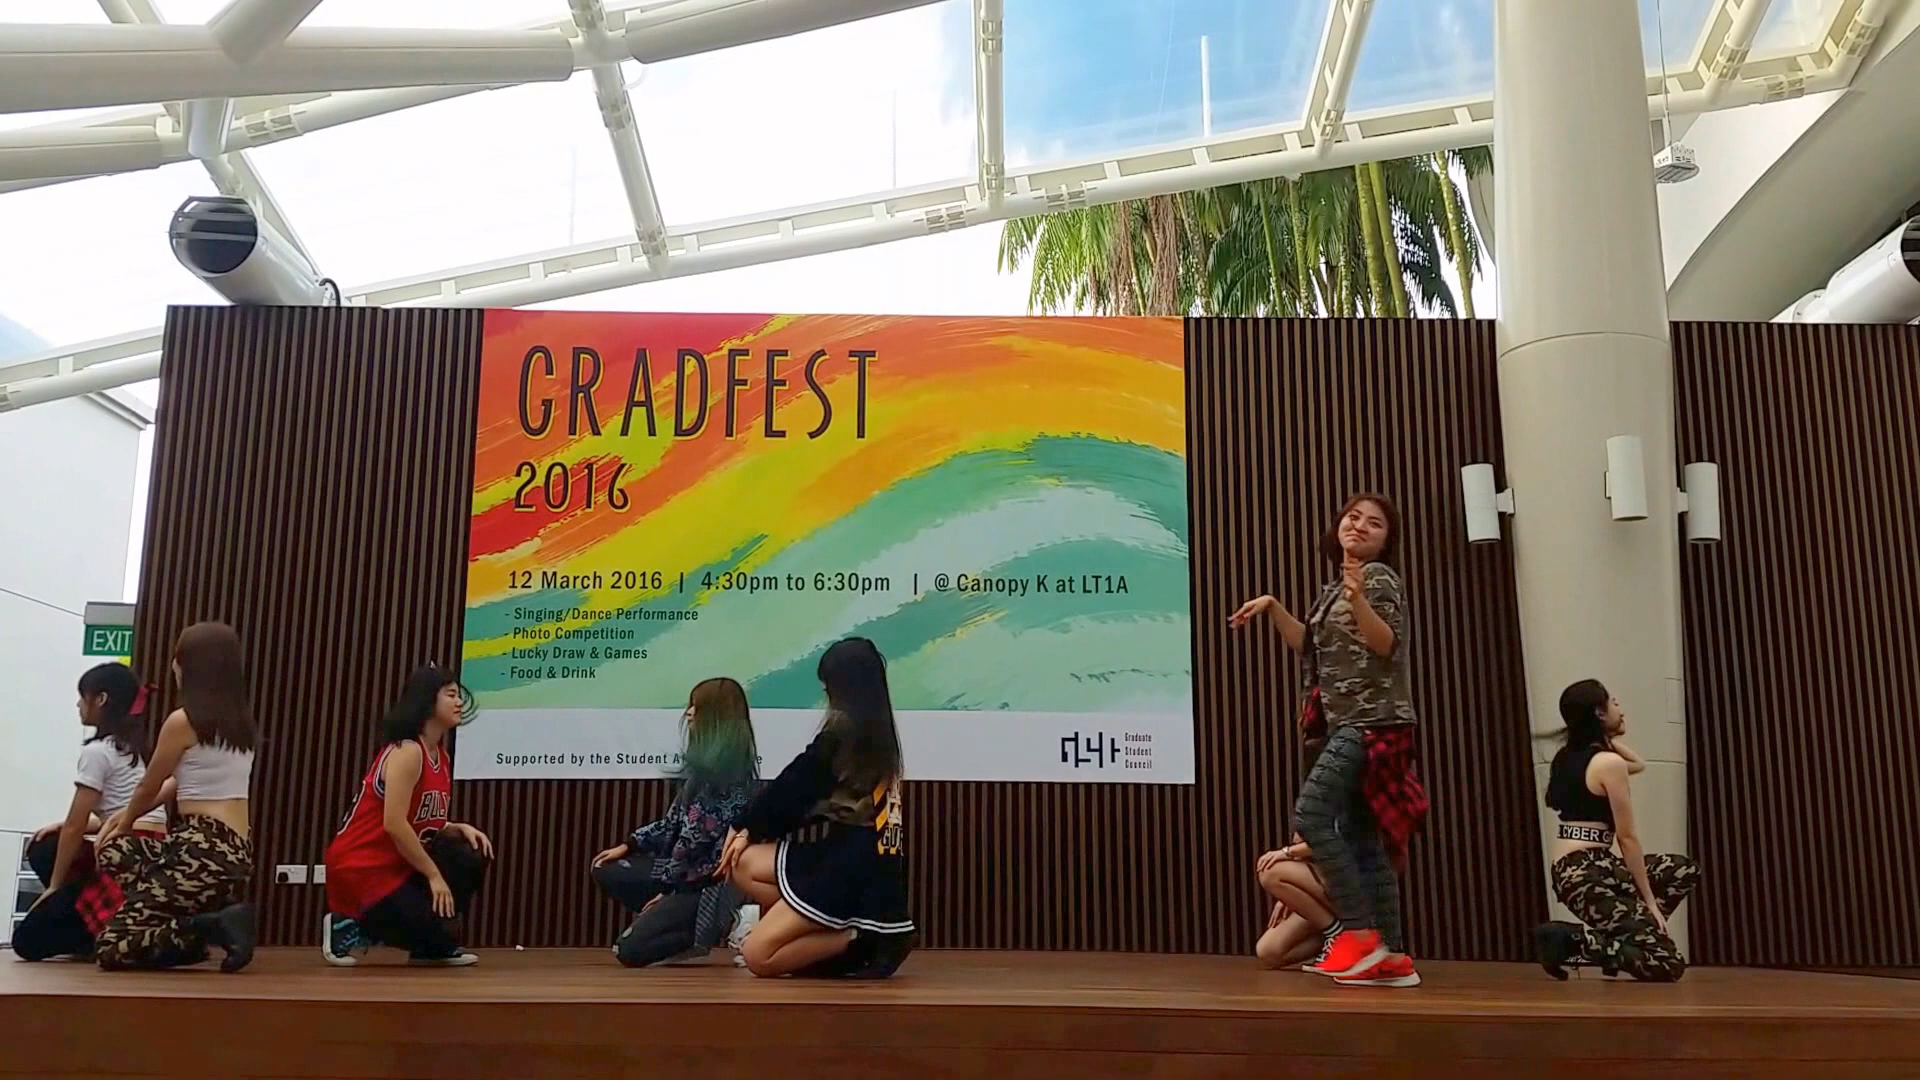 GRADFEST
2016
12 March 2016 | 4:30pm to 6:30pm | @ Canopy K at LT1A
- Singing/Dance Performance
- Photo Competition
- Lucky Draw & Games
- Food & Drink
Supported by the Student A
Graduate
Student
Council
EXIT
BULL
CYBER